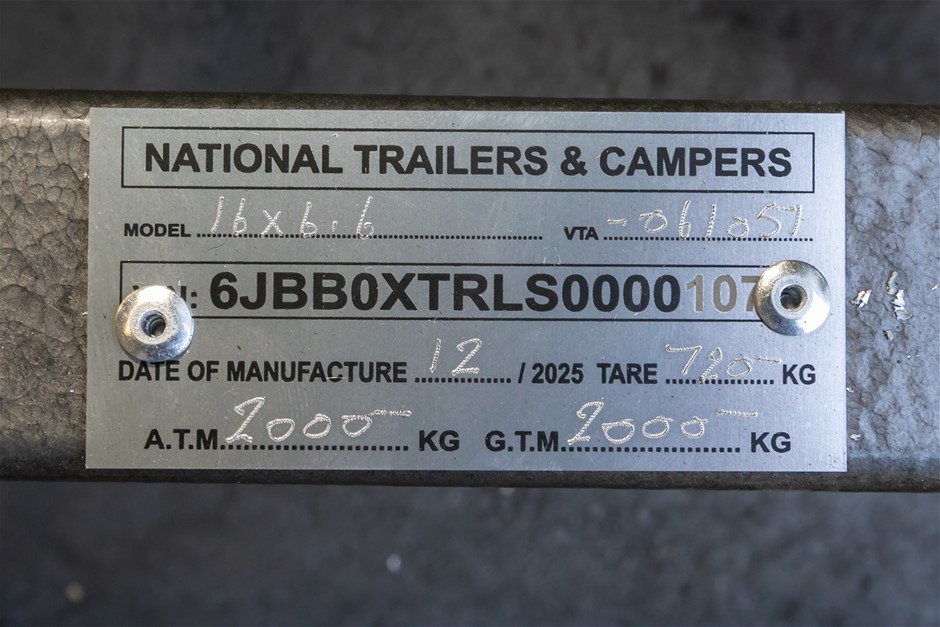 NATIONAL TRAILERS & CAMPERS
MODEL 16x6.6 VTA -061057
6JBB0XTRLS0000107
DATE OF MANUFACTURE 12 / 2025 TARE 720 KG
A.T.M. 2000 KG G.T.M. 2000 KG